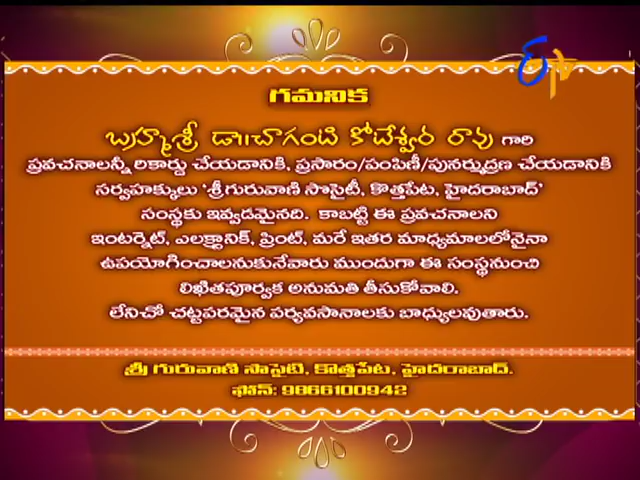 ETV
గమనిక
బ్రహ్మశ్రీ డా॥చాగంటి కోటేశ్వర రావు గారి
ప్రవచనాలన్నీ రికార్డు చేయడానికి, ప్రసారం/పంపిణీ/పునర్ముద్రణ చేయడానికి
సర్వహక్కులు ‘శ్రీ గురువాణి సొసైటీ, కొత్తపేట, హైదరాబాద్’
సంస్థకు ఇవ్వడమైనది. కాబట్టి ఈ ప్రవచనాలని
ఇంటర్నెట్, ఎలక్ట్రానిక్, ప్రింట్, మరే ఇతర మాధ్యమాలలోనైనా
ఉపయోగించాలనుకునేవారు ముందుగా ఈ సంస్థనుంచి
లిఖితపూర్వక అనుమతి తీసుకోవాలి.
లేనిచో చట్టపరమైన పర్యవసానాలకు బాధ్యులవుతారు.
శ్రీ గురువాణి సొసైటి, కొత్తపేట, హైదరాబాద్.
ఫోన్: 9866100942